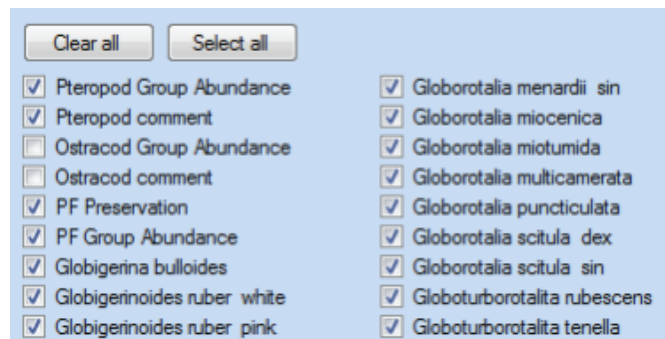 Clear all Select all
Pteropod Group Abundance
Pteropod comment
Ostracod Group Abundance
Ostracod comment
PF Preservation
PF Group Abundance
Globigerina bulloides
Globigerinoides ruber white
Globigerinoides ruber pink
Globorotalia menardii sin
Globorotalia miocenica
Globorotalia miotumida
Globorotalia multicamerata
Globorotalia puncticulata
Globorotalia scitula dex
Globorotalia scitula sin
Globoturborotalita rubescens
Globoturborotalita tenella